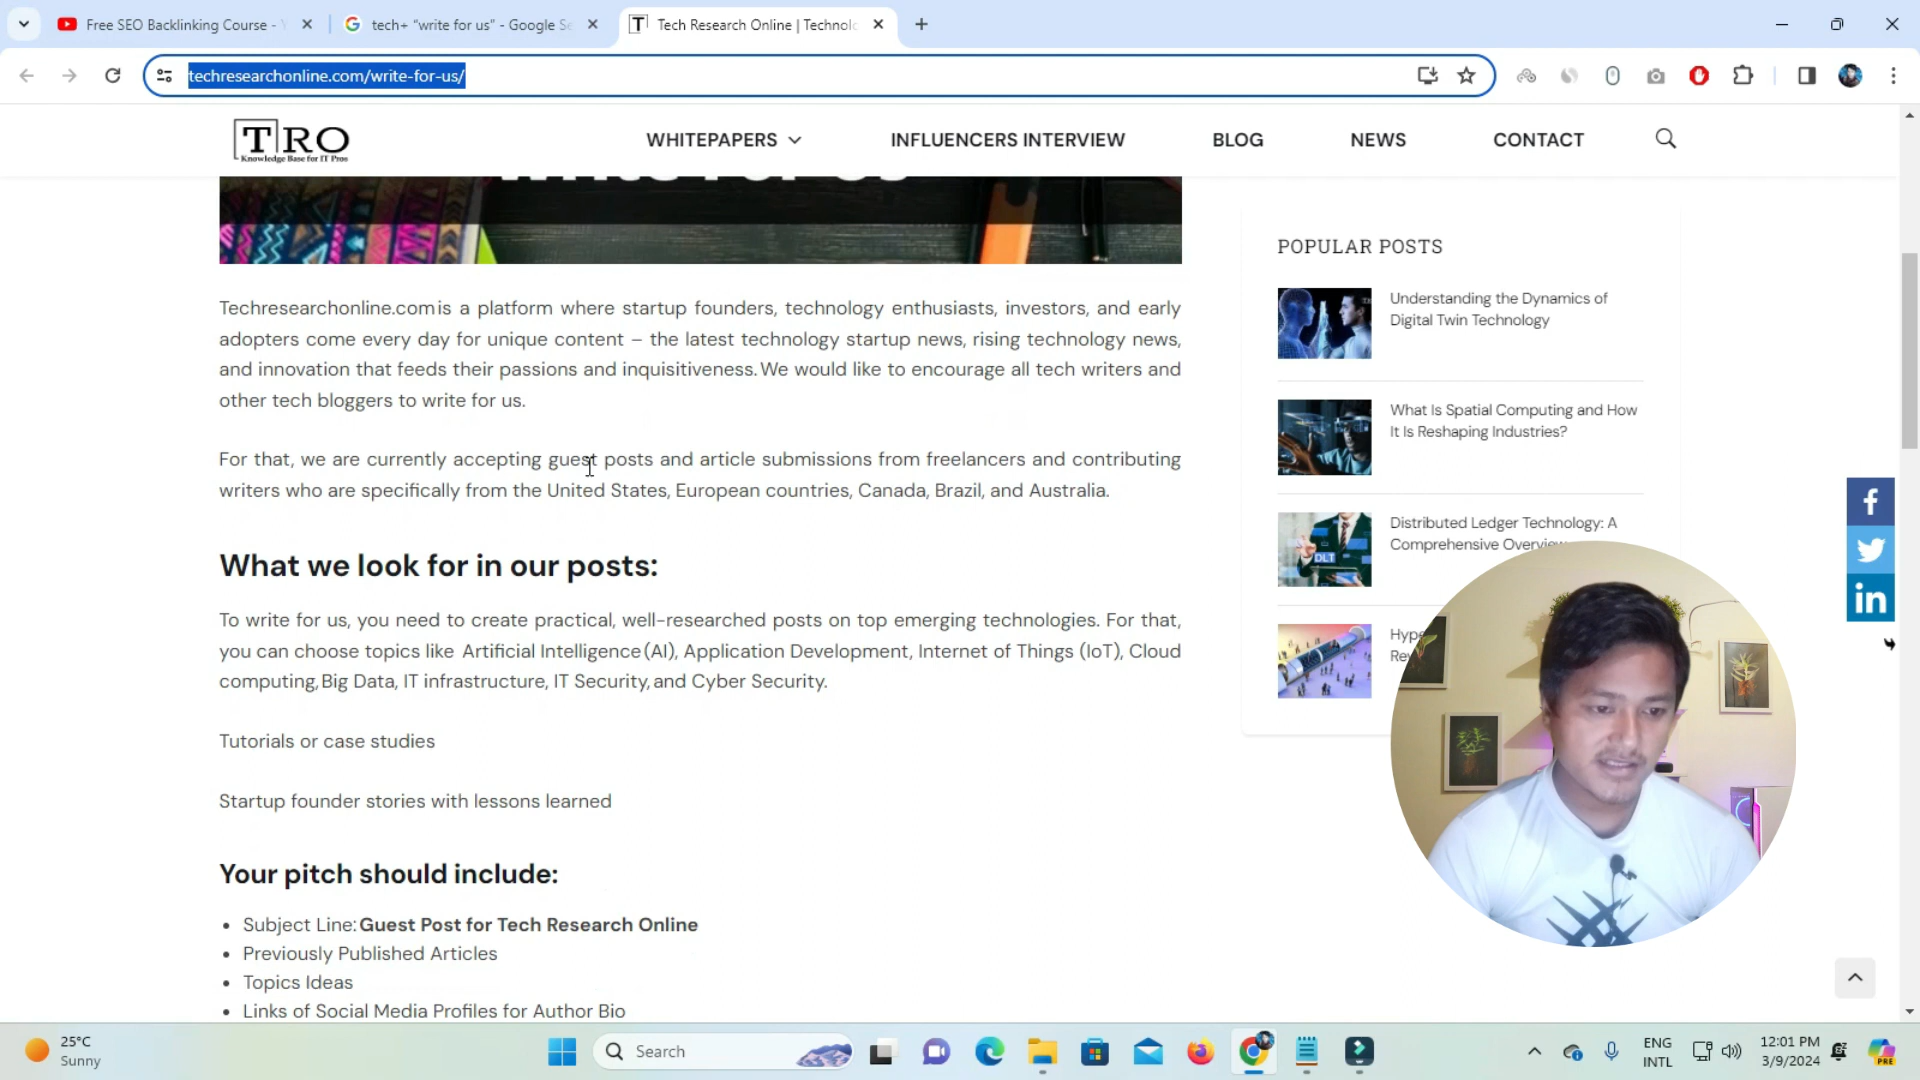 Free SEO Backlinking Course - Y
tech+ “write for us” - Google Se
Tech Research Online | Technolo
techresearchonline.com/write-for-us/
TRO
Knowledge Base for IT Pros
WHITEPAPERS
INFLUENCERS INTERVIEW
BLOG
NEWS
CONTACT
Write For Us
Techresearchonline.com is a platform where startup founders, technology enthusiasts, investors, and early
adopters come every day for unique content – the latest technology startup news, rising technology news,
and innovation that feeds their passions and inquisitiveness. We would like to encourage all tech writers and
other tech bloggers to write for us.
For that, we are currently accepting guest posts and article submissions from freelancers and contributing
writers who are specifically from the United States, European countries, Canada, Brazil, and Australia.
What we look for in our posts:
To write for us, you need to create practical, well-researched posts on top emerging technologies. For that,
you can choose topics like Artificial Intelligence (AI), Application Development, Internet of Things (IoT), Cloud
computing, Big Data, IT infrastructure, IT Security, and Cyber Security.
Tutorials or case studies
Startup founder stories with lessons learned
Your pitch should include:
Subject Line: Guest Post for Tech Research Online
Previously Published Articles
Topics Ideas
Links of Social Media Profiles for Author Bio
POPULAR POSTS
Understanding the Dynamics of
Digital Twin Technology
What Is Spatial Computing and How
It Is Reshaping Industries?
DLT
Distributed Ledger Technology: A
Comprehensive Overview
Hype
Rev
25°C
Sunny
Search
ENG
INTL
12:01 PM
3/9/2024
PRE